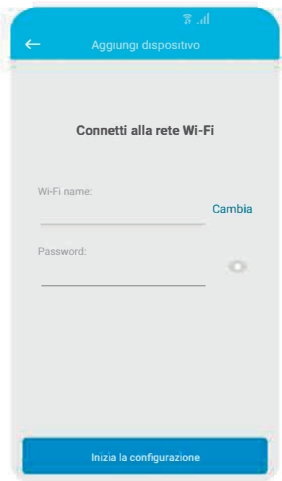 Aggiungi dispositivo
Connetti alla rete Wi-Fi
Wi-Fi name:
Cambia
Password:
Inizia la configurazione